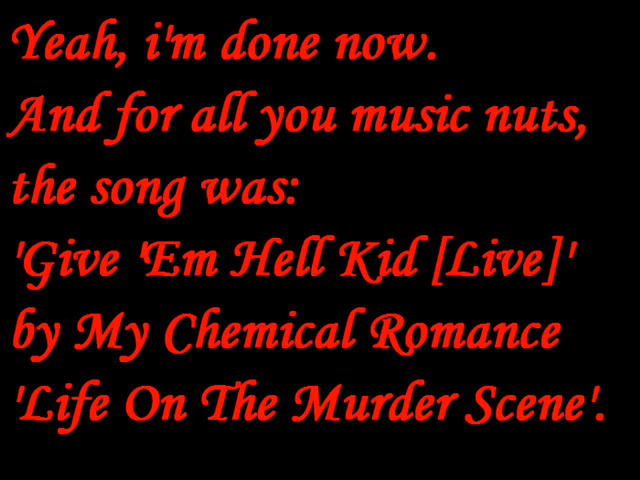 Yeah, i'm done now.
And for all you music nuts,
the song was:
'Give 'Em Hell Kid [Live]'
by My Chemical Romance
'Life On The Murder Scene'.